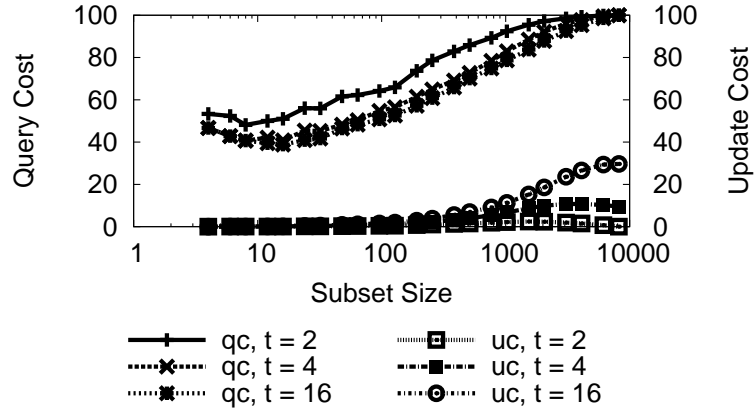 100
80
60
40
20
0
Query Cost
100
80
60
40
20
0
Update Cost
1 10 100 1000 10000
Subset Size
qc, t = 2 uc, t = 2
qc, t = 4 uc, t = 4
qc, t = 16 uc, t = 16